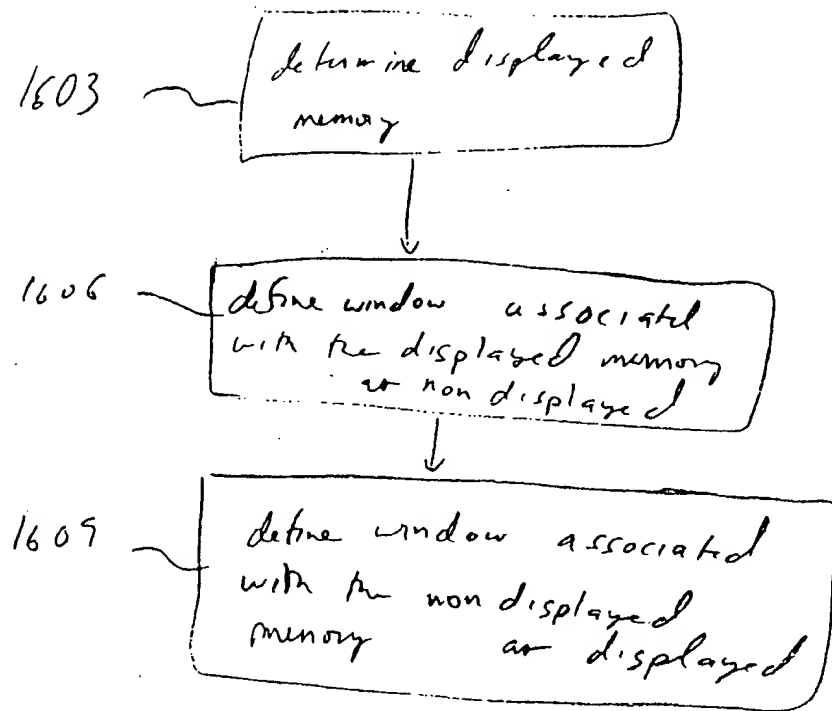 1603
determine displayed
memory
1606
define window associated
with the displayed memory
as non displayed
1609
define window associated
with the non displayed
memory as displayed